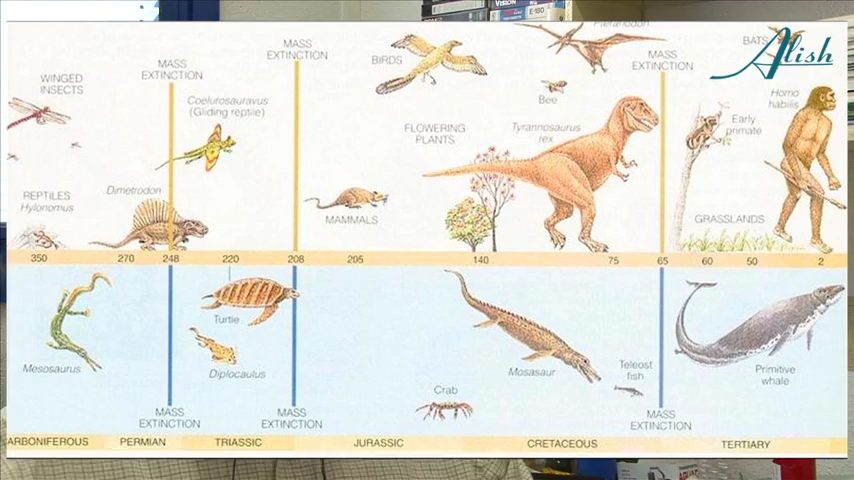 VISION
E-180
Pteranodon
BATS
Alish
MASS
EXTINCTION
MASS
EXTINCTION
MASS
EXTINCTION
BIRDS
WINGED
INSECTS
Coelurosauravus
(Gliding reptile)
Bee
Homo
habilis
FLOWERING
PLANTS
Tyrannosaurus
rex
Early
primate
REPTILES
Hylonomus
Dimetrodon
MAMMALS
GRASSLANDS
350 270 248 220 208 205 140 75 65 60 50 2
Mesosaurus
Turtle
Diplocaulus
Crab
Mosasaur
Teleost
fish
Primitive
whale
MASS
EXTINCTION
MASS
EXTINCTION
MASS
EXTINCTION
ARBONIFEROUS PERMIAN TRIASSIC JURASSIC CRETACEOUS TERTIARY